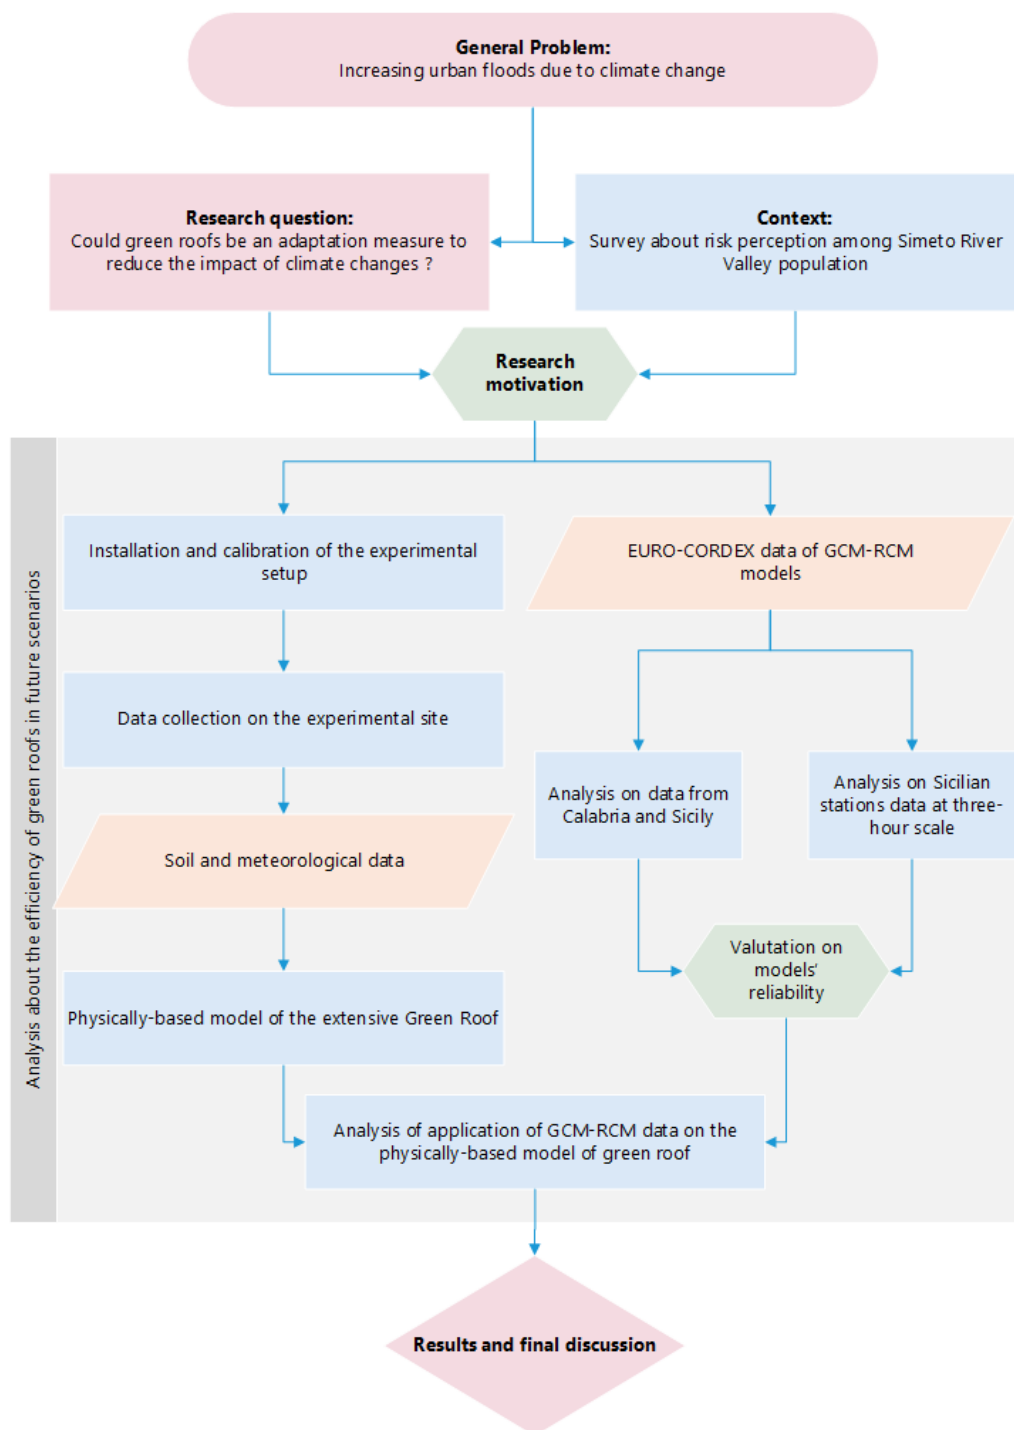 General Problem:
Increasing urban floods due to climate change
Research question:
Could green roofs be an adaptation measure to
reduce the impact of climate changes ?
Context:
Survey about risk perception among Simeto River
Valley population
Research
motivation
Analysis about the efficiency of green roofs in future scenarios
Installation and calibration of the experimental
setup
EURO-CORDEX data of GCM-RCM
models
Data collection on the experimental site
Analysis on data from
Calabria and Sicily
Analysis on Sicilian
stations data at three-
hour scale
Soil and meteorological data
Valutation on
models'
reliability
Physically-based model of the extensive Green Roof
Analysis of application of GCM-RCM data on the
physically-based model of green roof
Results and final discussion